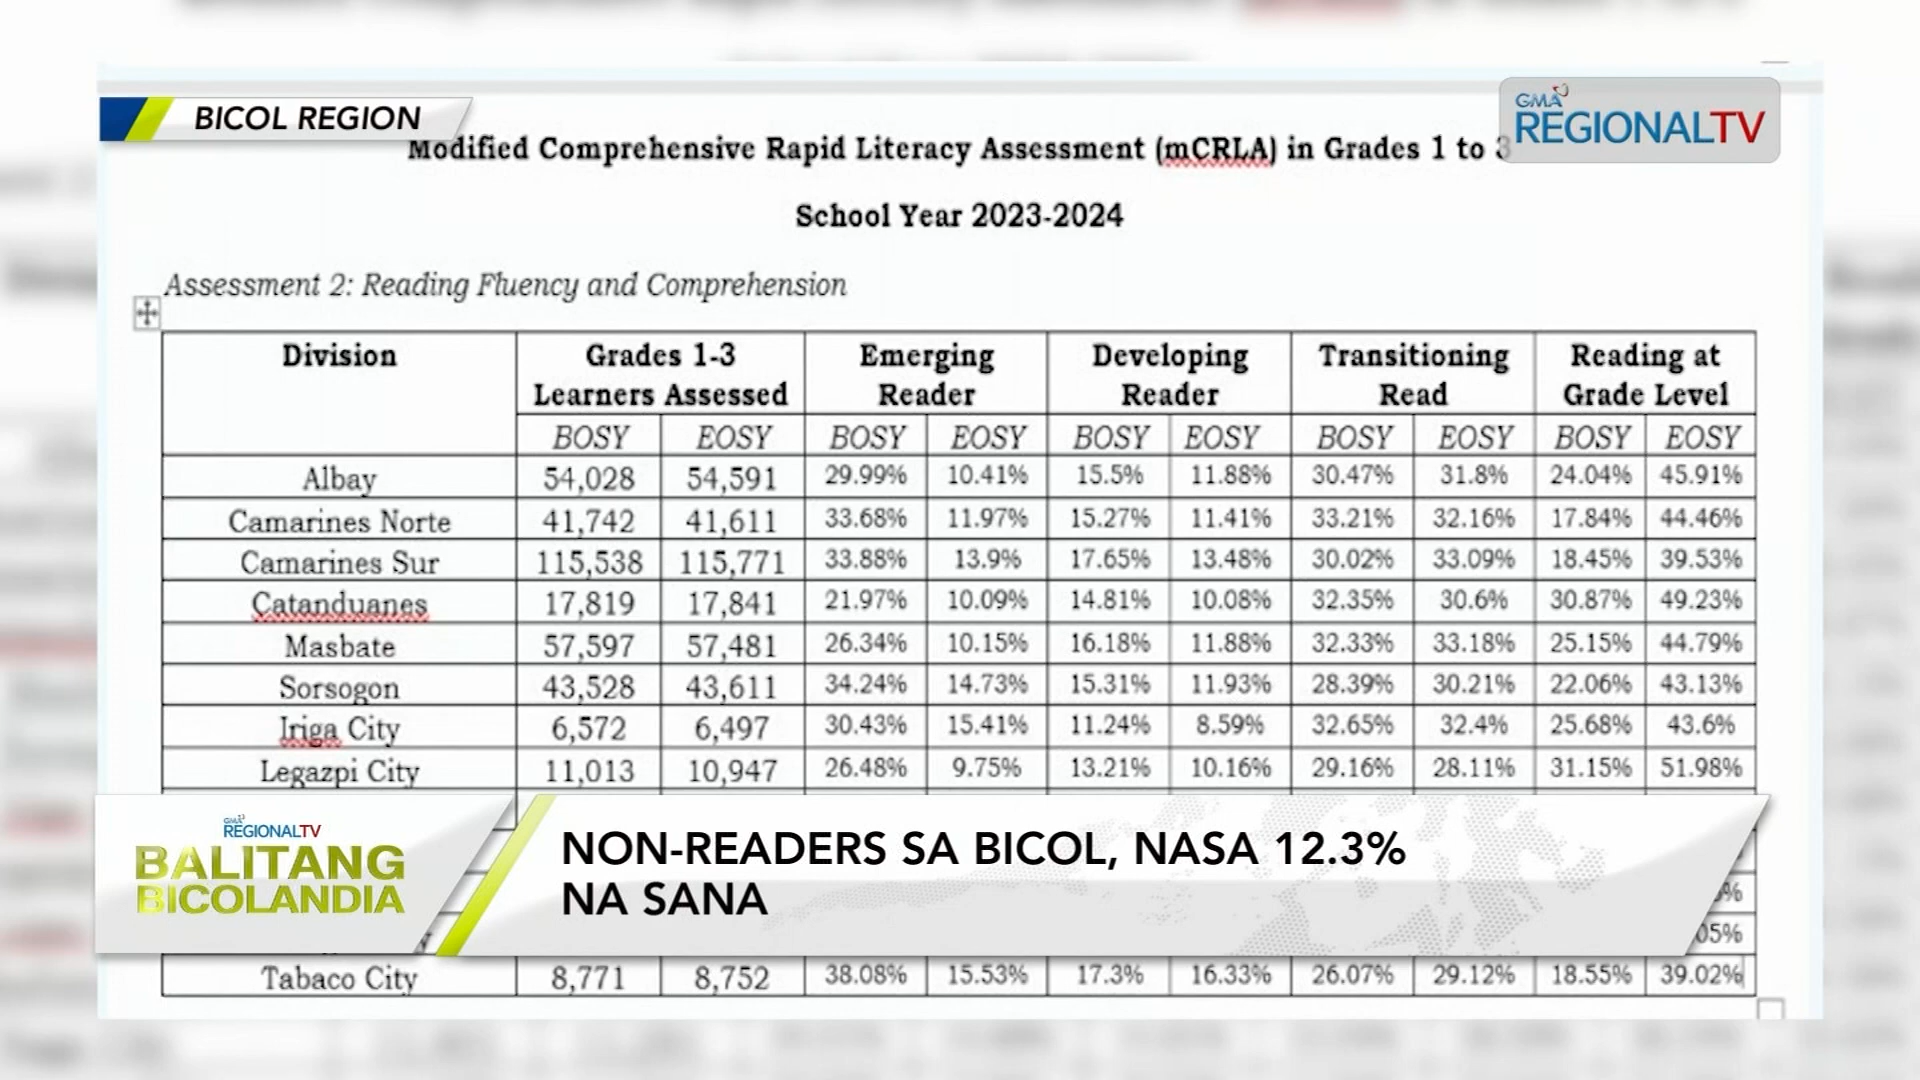 BICOL REGION
GMA
REGIONALTV
Modified Comprehensive Rapid Literacy Assessment (mCRLA) in Grades 1 to 3
School Year 2023-2024
Assessment 2: Reading Fluency and Comprehension
Division Grades 1-3 Learners Assessed Emerging Reader Developing Reader Transitioning Read Reading at Grade Level
BOSY EOSY BOSY EOSY BOSY EOSY BOSY EOSY BOSY EOSY
Albay 54,028 54,591 29.99% 10.41% 15.5% 11.88% 30.47% 31.8% 24.04% 45.91%
Camarines Norte 41,742 41,611 33.68% 11.97% 15.27% 11.41% 33.21% 32.16% 17.84% 44.46%
Camarines Sur 115,538 115,771 33.88% 13.9% 17.65% 13.48% 30.02% 33.09% 18.45% 39.53%
Catanduanes 17,819 17,841 21.97% 10.09% 14.81% 10.08% 32.35% 30.6% 30.87% 49.23%
Masbate 57,597 57,481 26.34% 10.15% 16.18% 11.88% 32.33% 33.18% 25.15% 44.79%
Sorsogon 43,528 43,611 34.24% 14.73% 15.31% 11.93% 28.39% 30.21% 22.06% 43.13%
Iriga City 6,572 6,497 30.43% 15.41% 11.24% 8.59% 32.65% 32.4% 25.68% 43.6%
Legazpi City 11,013 10,947 26.48% 9.75% 13.21% 10.16% 29.16% 28.11% 31.15% 51.98%
GMA
REGIONALTV
BALITANG
BICOLANDIA
NON-READERS SA BICOL, NASA 12.3%
NA SANA
Tabaco City 8,771 8,752 38.08% 15.53% 17.3% 16.33% 26.07% 29.12% 18.55% 39.02%